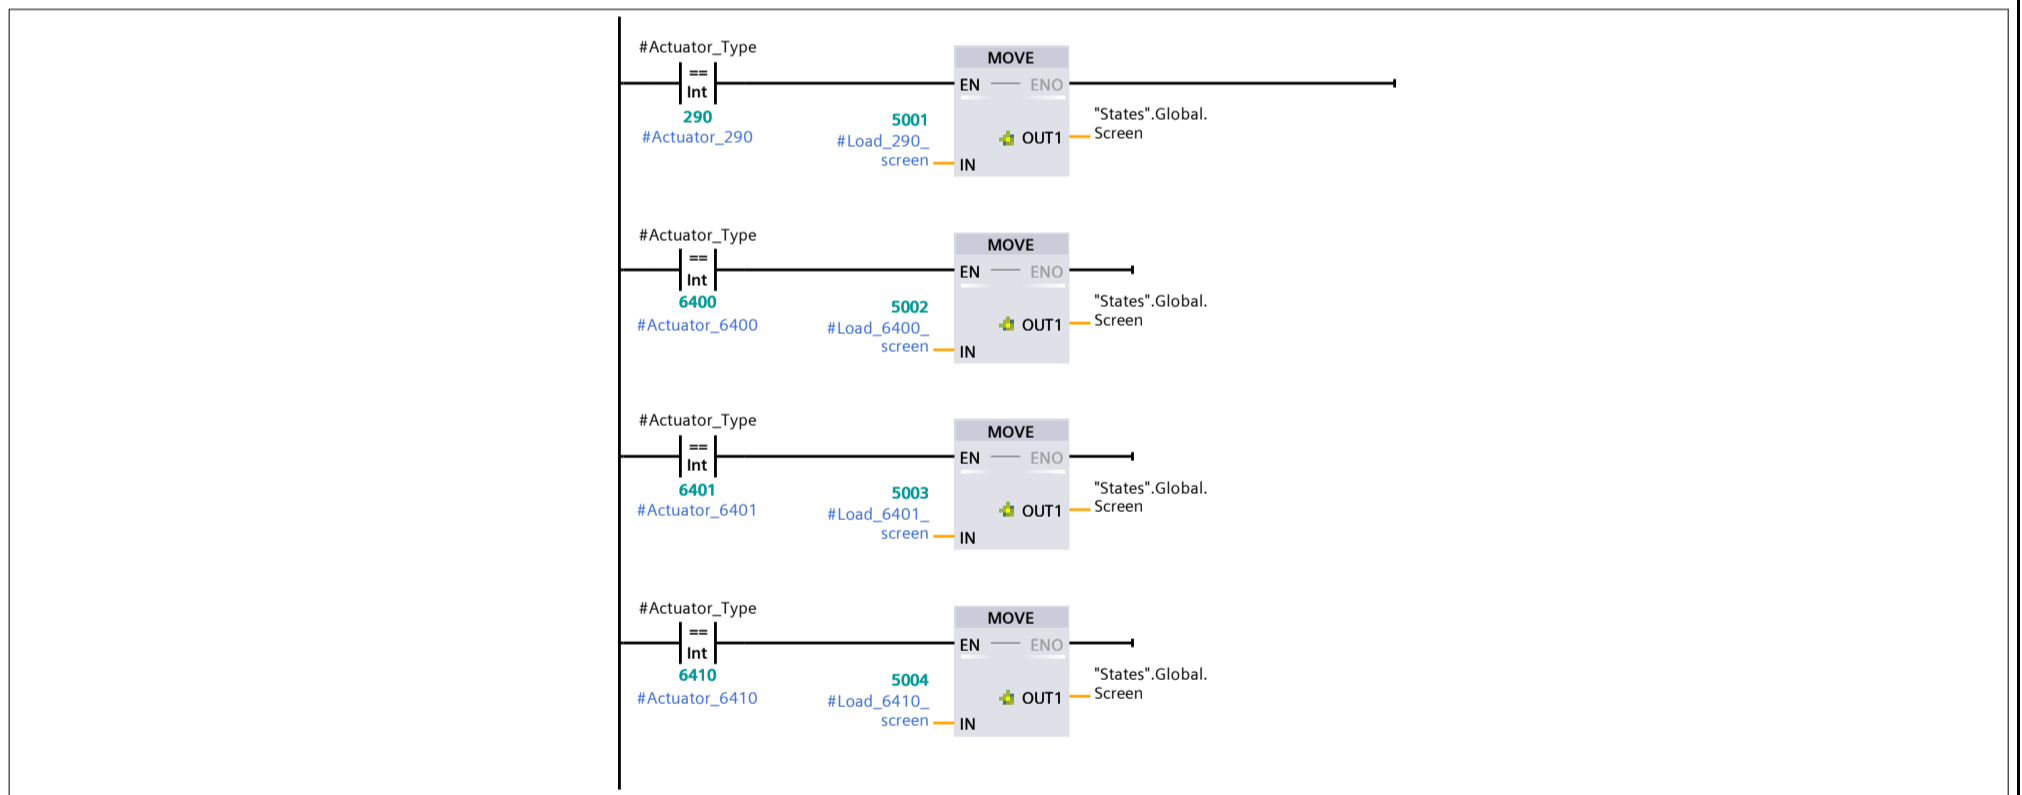 #Actuator_Type
==
Int
290
#Actuator_290
MOVE
EN
ENO
5001
#Load_290_
screen
IN
OUT1
"States".Global.
Screen
#Actuator_Type
==
Int
6400
#Actuator_6400
MOVE
EN
ENO
5002
#Load_6400_
screen
IN
OUT1
"States".Global.
Screen
#Actuator_Type
==
Int
6401
#Actuator_6401
MOVE
EN
ENO
5003
#Load_6401_
screen
IN
OUT1
"States".Global.
Screen
#Actuator_Type
==
Int
6410
#Actuator_6410
MOVE
EN
ENO
5004
#Load_6410_
screen
IN
OUT1
"States".Global.
Screen